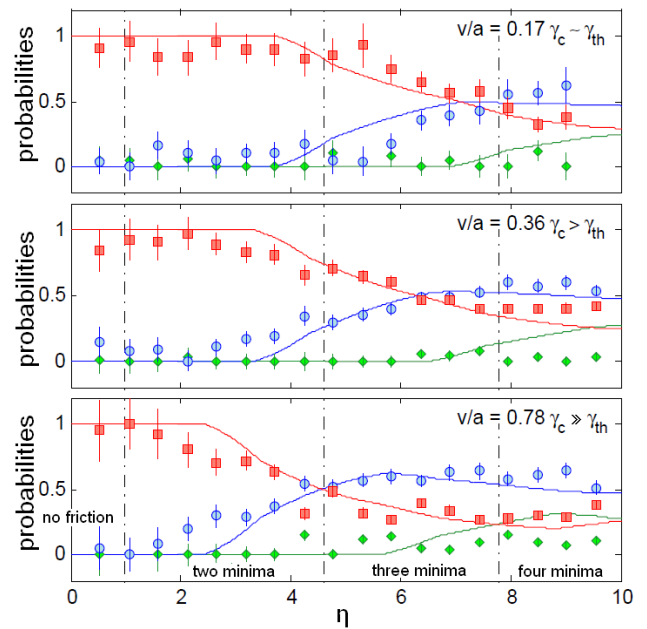 v/a = 0.17 γc ~ γth
probabilities
1
0.5
0
v/a = 0.36 γc > γth
probabilities
1
0.5
0
v/a = 0.78 γc ≫ γth
probabilities
1
0.5
no friction
0
two minima three minima four minima
0 2 4 6 8 10
η